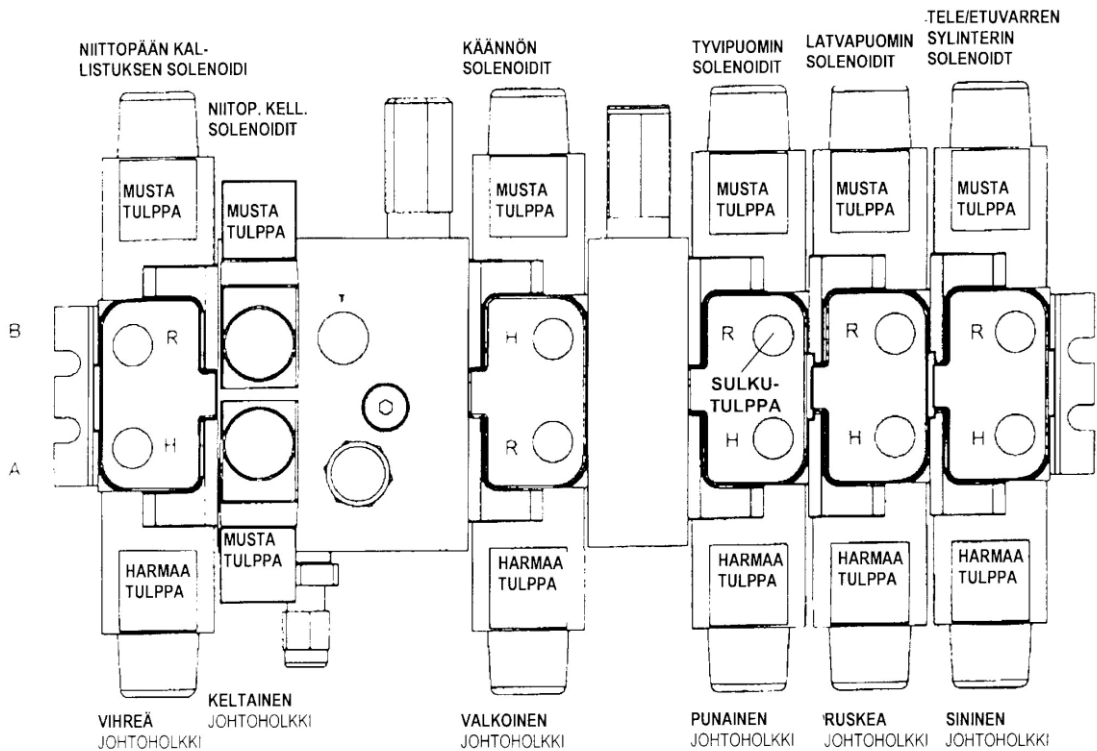 NIITTOPÄÄN KAL-
LISTUKSEN SOLENOIDI
NIITOP. KELL.
SOLENOIDIT
KÄÄNNÖN
SOLENOIDIT
TYVIPUOMIN
SOLENOIDIT
LATVAPUOMIN
SOLENOIDIT
TELE/ETUVARREN
SYLINTERIN
SOLENOIDT
MUSTA
TULPPA
MUSTA
TULPPA
MUSTA
TULPPA
MUSTA
TULPPA
MUSTA
TULPPA
MUSTA
TULPPA
B
R
T
H
R
R
R
SULKU-
TULPPA
A
H
R
H
H
H
HARMAA
TULPPA
MUSTA
TULPPA
HARMAA
TULPPA
HARMAA
TULPPA
HARMAA
TULPPA
HARMAA
TULPPA
VIHREÄ
JOHTOHOLKKI
KELTAINEN
JOHTOHOLKKI
VALKOINEN
JOHTOHOLKKI
PUNAINEN
JOHTOHOLKKI
RUSKEA
JOHTOHOLKKI
SININEN
JOHTOHOLKKI